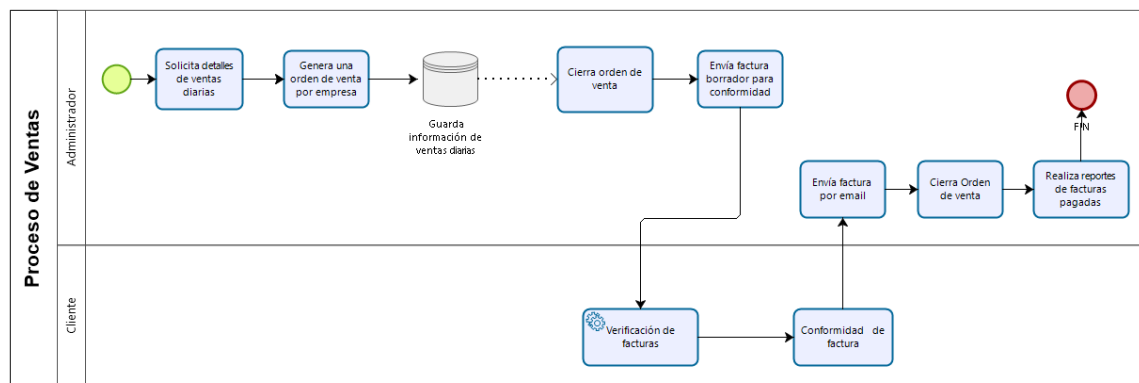 Proceso de Ventas
Administrador
Solicita detalles
de ventas
diarias
Genera una
orden de venta
por empresa
Guarda
información de
ventas diarias
Cierra orden de
venta
Envía factura
borrador para
conformidad
FIN
Envía factura
por email
Cierra Orden
de venta
Realiza reportes
de facturas
pagadas
Cliente
Verificación de
facturas
Conformidad de
factura